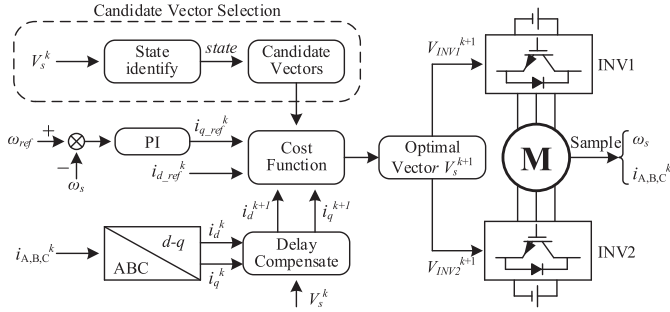 Candidate Vector Selection
V_s^k
State
identify
state
Candidate
Vectors
ω_ref
+
−
ω_s
PI
i_q_ref^k
i_d_ref^k
Cost
Function
Optimal
Vector V_s^k+1
V_INV1^k+1
V_INV2^k+1
INV1
M
Sample
ω_s
i_A,B,C^k
INV2
i_d^k+1
i_q^k+1
i_A,B,C^k
d-q
ABC
i_d^k
i_q^k
Delay
Compensate
V_s^k